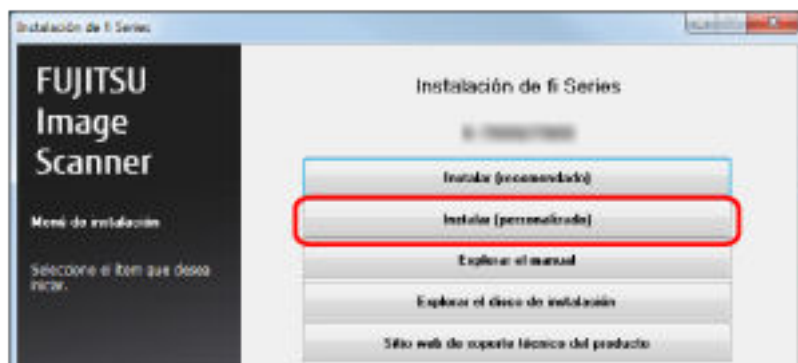 Instalación de fi Series
FUJITSU
Image
Scanner
Menú de instalación
Seleccione el ítem que desea
iniciar.
Instalación de fi Series
Instalar (recomendado)
Instalar (personalizado)
Explorar el manual
Explorar el disco de instalación
Sitio web de soporte técnico del producto